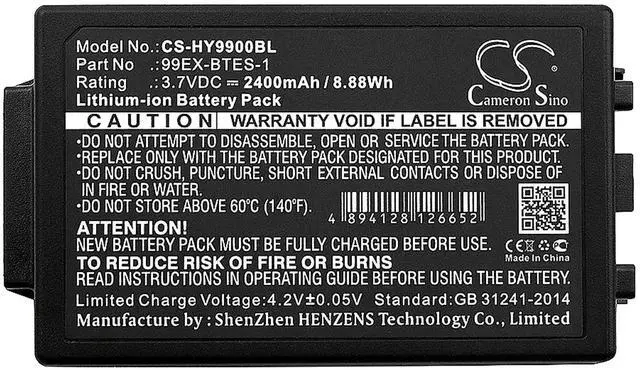 Model No. :CS-HY9900BL
Part No :99EX-BTES-1
Rating :3.7VDC ⎓ 2400mAh / 8.88Wh
Lithium-ion Battery Pack
CS
Cameron Sino
CAUTION WARRANTY VOID IF LABEL IS REMOVED
•DO NOT ATTEMPT TO DISASSEMBLE, OPEN OR SERVICE THE BATTERY PACK.
•REPLACE ONLY WITH THE BATTERY PACK DESIGNATED FOR THIS PRODUCT.
•DO NOT CRUSH, PUNCTURE, SHORT EXTERNAL CONTACTS OR DISPOSE OF
IN FIRE OR WATER.
•DO NOT STORE ABOVE 60°C (140°F).
4 894128 126652
ATTENTION:
NEW BATTERY PACK MUST BE FULLY CHARGED BEFORE USE
TO REDUCE RISK OF FIRE OR BURNS
READ INSTRUCTIONS IN OPERATING GUIDE BEFORE USING BATTERY PACK
CE
Made In China
Limited Charge Voltage:4.2V±0.05V Standard:GB 31241-2014
Manufacture by : ShenZhen HENZENS Technology Co., Limited